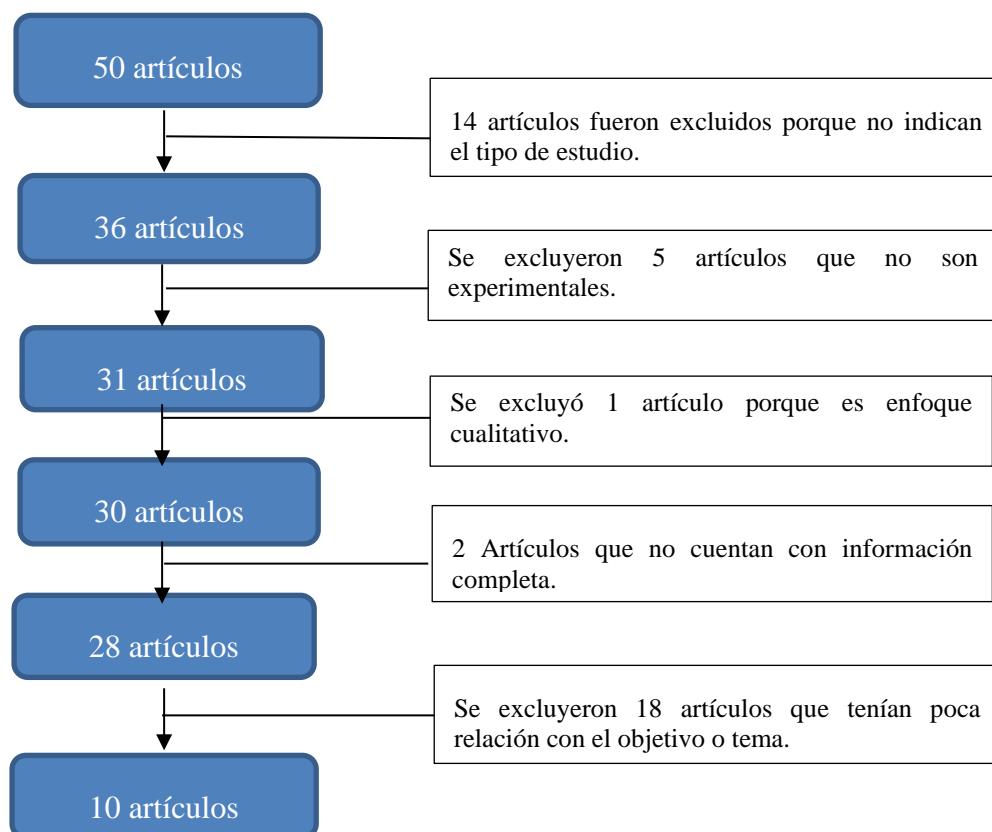 50 artículos
14 artículos fueron excluidos porque no indican
el tipo de estudio.
36 artículos
Se excluyeron 5 artículos que no son
experimentales.
31 artículos
Se excluyó 1 artículo porque es enfoque
cualitativo.
30 artículos
2 Artículos que no cuentan con información
completa.
28 artículos
Se excluyeron 18 artículos que tenían poca
relación con el objetivo o tema.
10 artículos